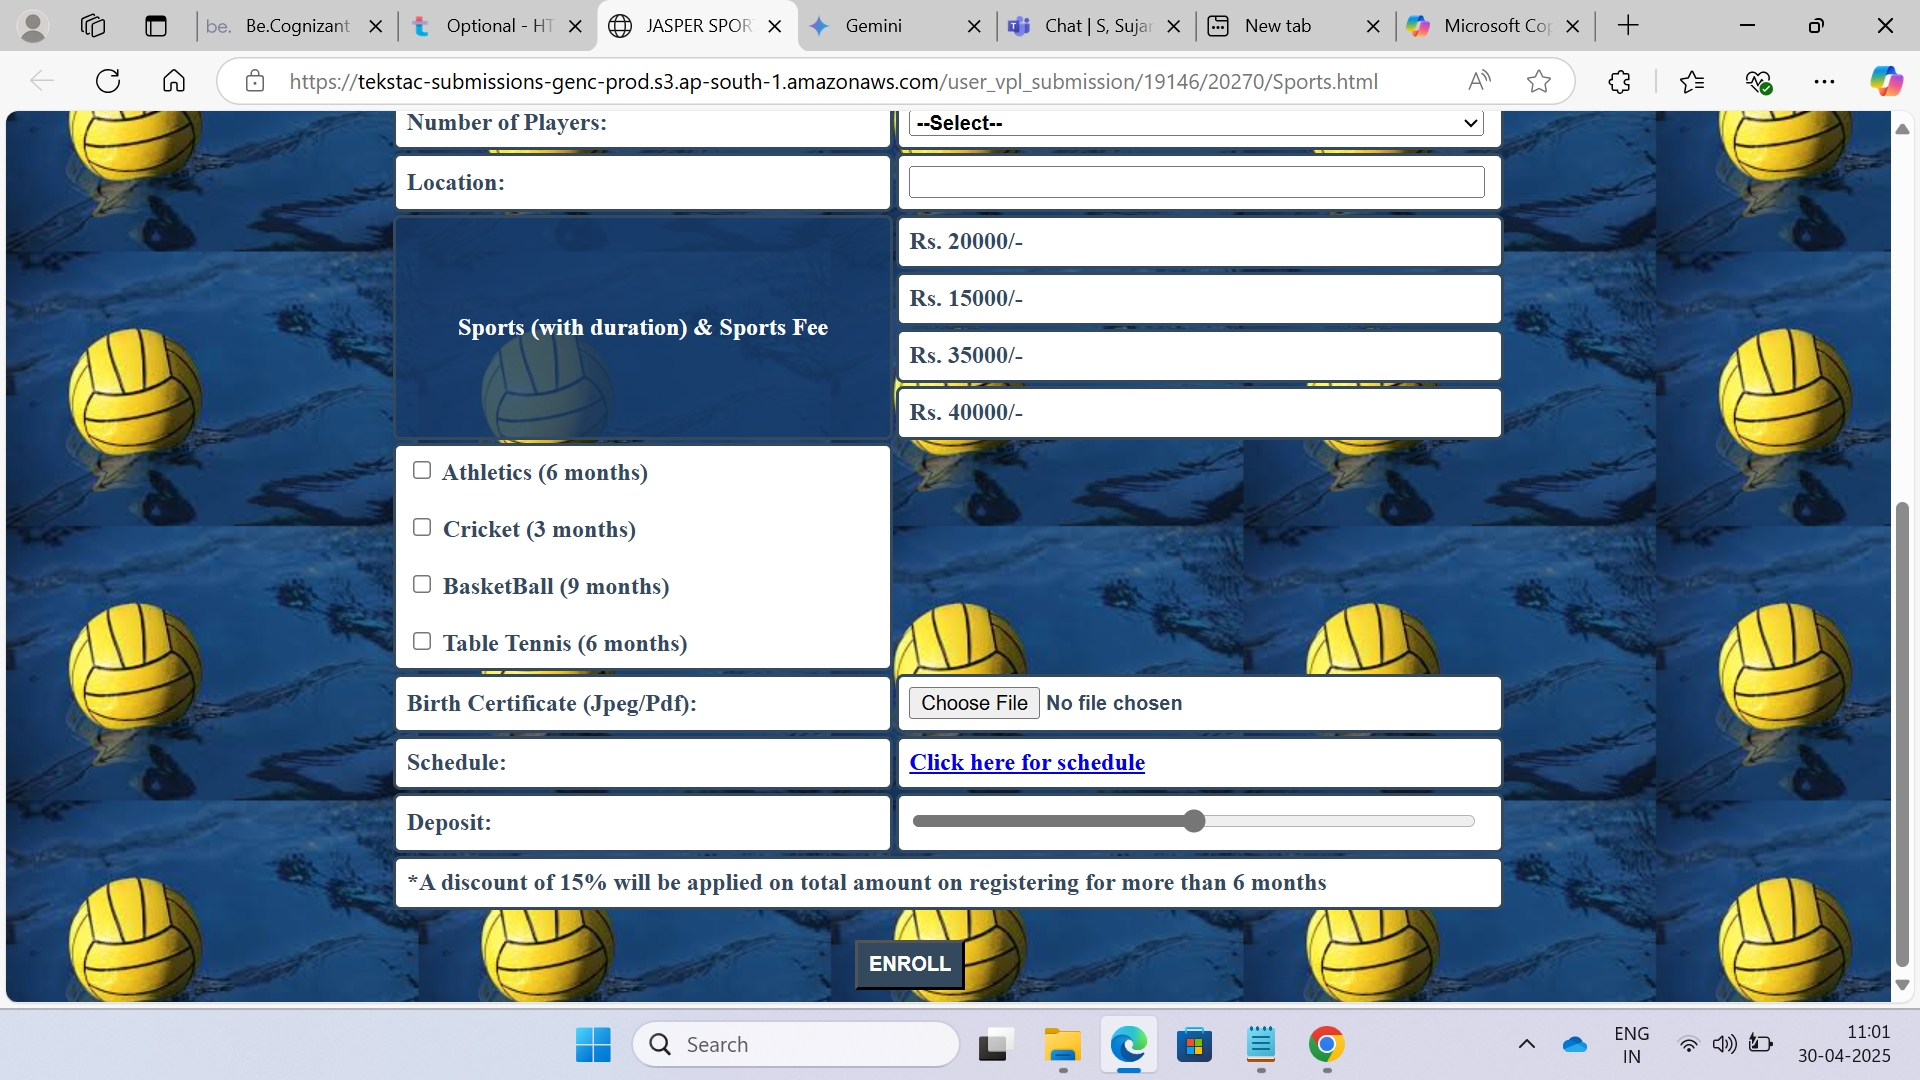 be. Be.Cognizant
Optional - HT
JASPER SPOR
Gemini
Chat | S, Sujar
New tab
Microsoft Cop
https://tekstac-submissions-genc-prod.s3.ap-south-1.amazonaws.com/user_vpl_submission/19146/20270/Sports.html
Number of Players:
--Select--
Location:
Sports (with duration) & Sports Fee
Rs. 20000/-
Rs. 15000/-
Rs. 35000/-
Rs. 40000/-
Athletics (6 months)
Cricket (3 months)
BasketBall (9 months)
Table Tennis (6 months)
Birth Certificate (Jpeg/Pdf):
Choose File No file chosen
Schedule:
Click here for schedule
Deposit:
*A discount of 15% will be applied on total amount on registering for more than 6 months
ENROLL
Search
ENG
IN
11:01
30-04-2025